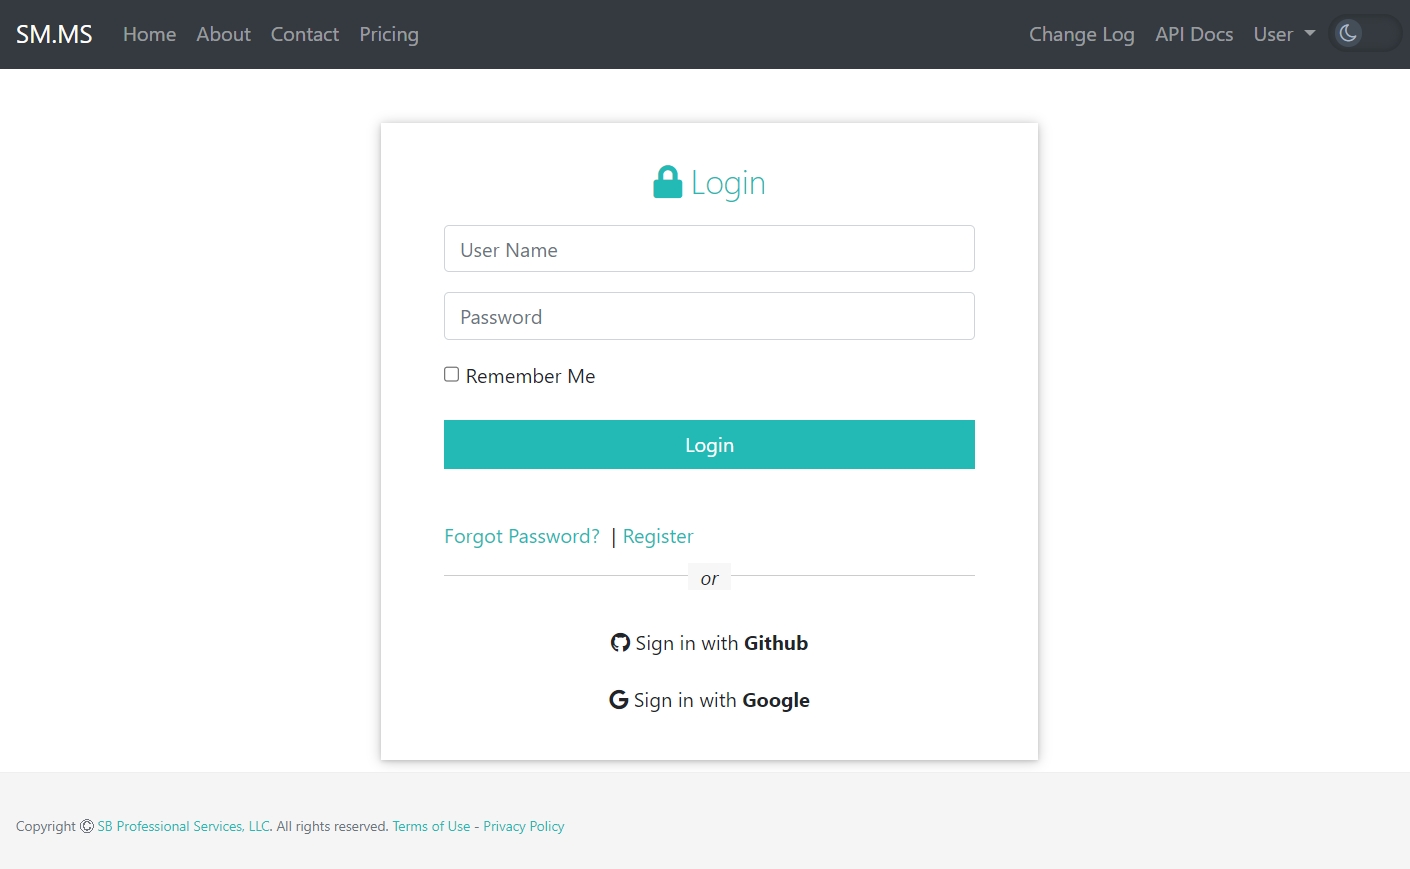 SM.MS Home About Contact Pricing Change Log API Docs User
Login
User Name
Password
Remember Me
Login
Forgot Password? | Register
or
Sign in with Github
Sign in with Google
Copyright © SB Professional Services, LLC. All rights reserved. Terms of Use - Privacy Policy